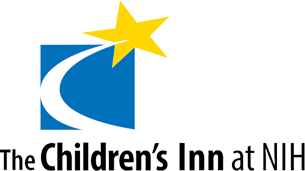 The Children's Inn at NIH